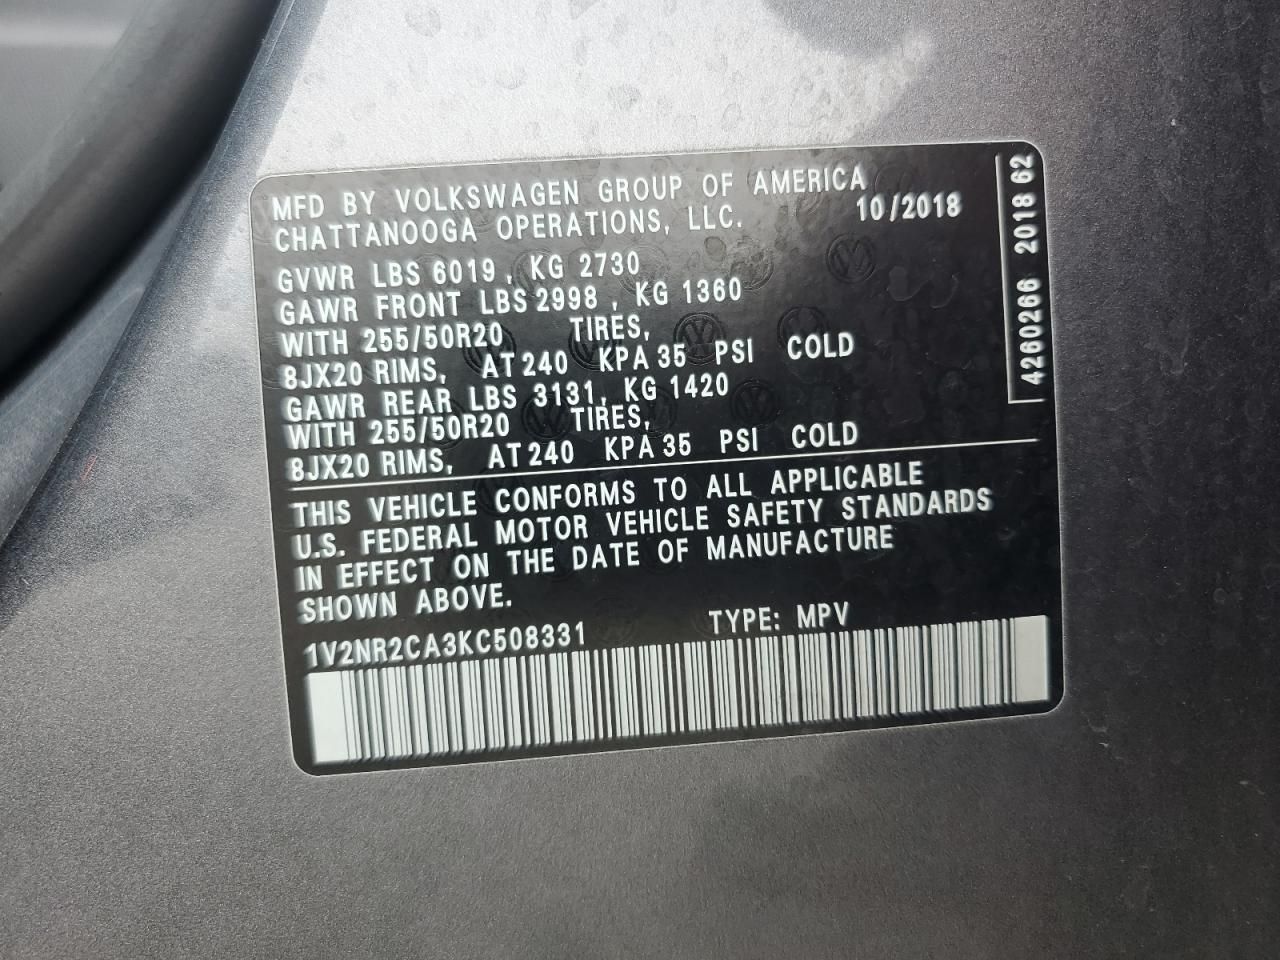 MFD BY VOLKSWAGEN GROUP OF AMERICA
CHATTANOOGA OPERATIONS, LLC. 10/2018
GVWR LBS 6019, KG 2730
GAWR FRONT LBS 2998, KG 1360
WITH 255/50R20 TIRES,
8JX20 RIMS, AT 240 KPA 35 PSI COLD
GAWR REAR LBS 3131, KG 1420
WITH 255/50R20 TIRES,
8JX20 RIMS, AT 240 KPA 35 PSI COLD
THIS VEHICLE CONFORMS TO ALL APPLICABLE
U.S. FEDERAL MOTOR VEHICLE SAFETY STANDARDS
IN EFFECT ON THE DATE OF MANUFACTURE
SHOWN ABOVE.
1V2NR2CA3KC508331 TYPE: MPV
4260266 2018 62